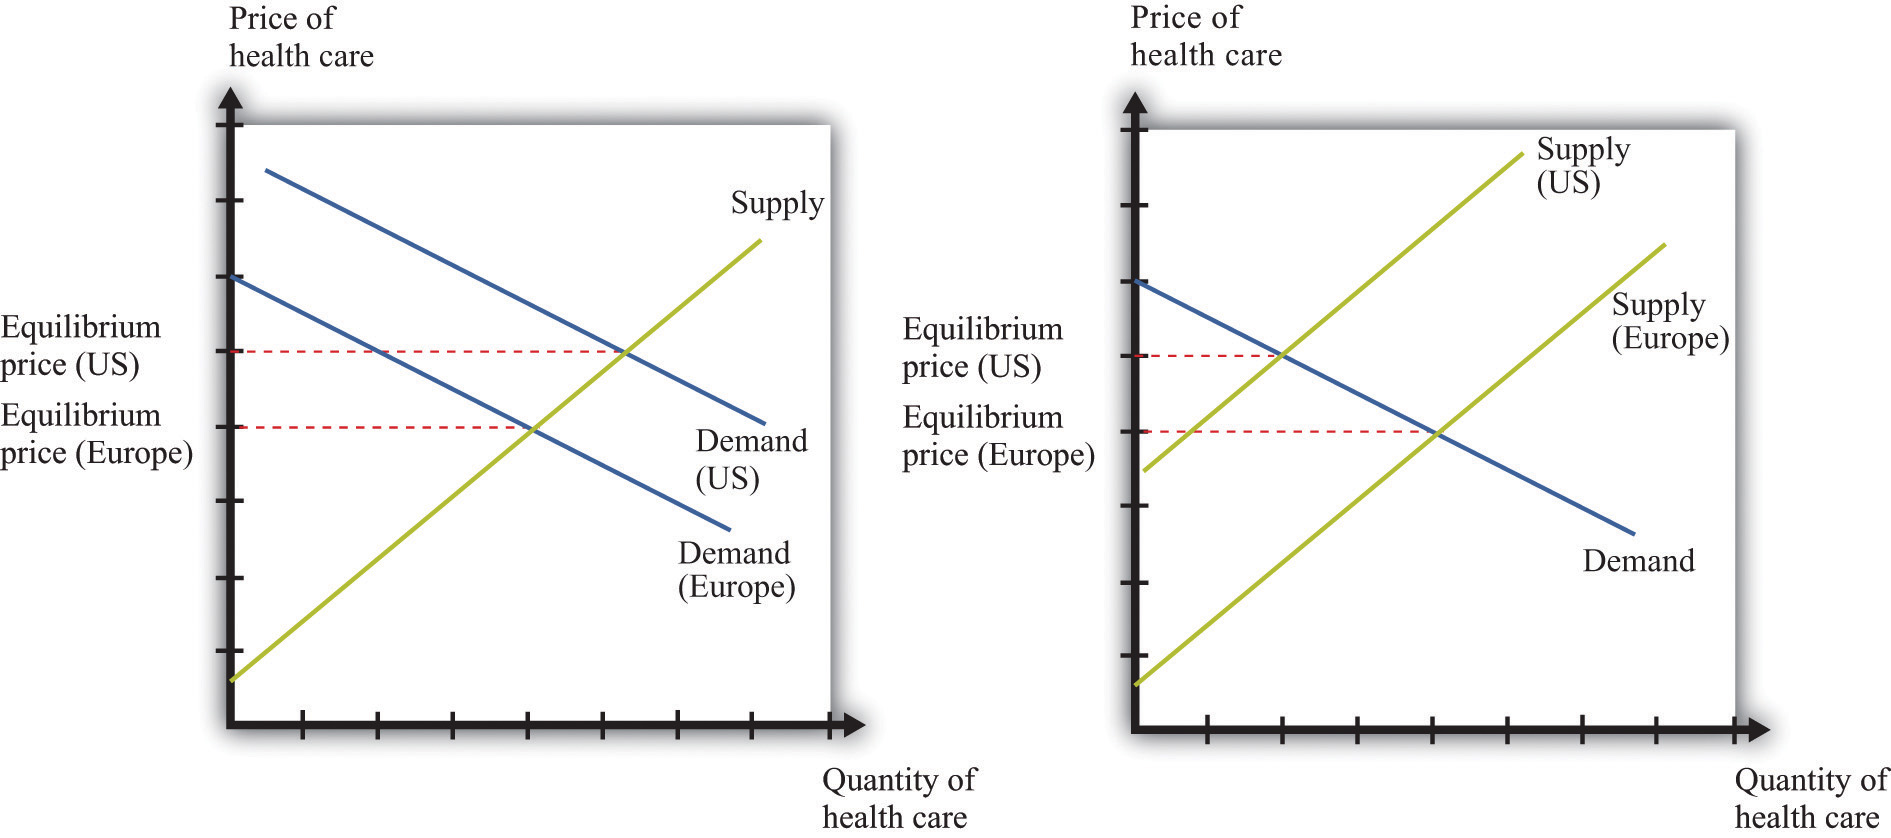 Price of
health care
Supply
Equilibrium
price (US)
Equilibrium
price (Europe)
Demand
(US)
Demand
(Europe)
Quantity of
health care
Price of
health care
Supply
(US)
Supply
(Europe)
Equilibrium
price (US)
Equilibrium
price (Europe)
Demand
Quantity of
health care